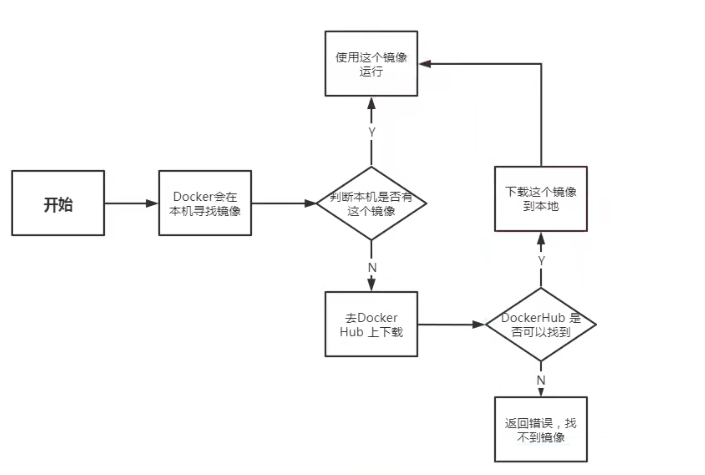 使用这个镜像
运行
Y
开始
Docker会在
本机寻找镜像
判断本机是否有
这个镜像
下载这个镜像
到本地
N
Y
去Docker
Hub 上下载
DockerHub 是
否可以找到
N
返回错误，找
不到镜像